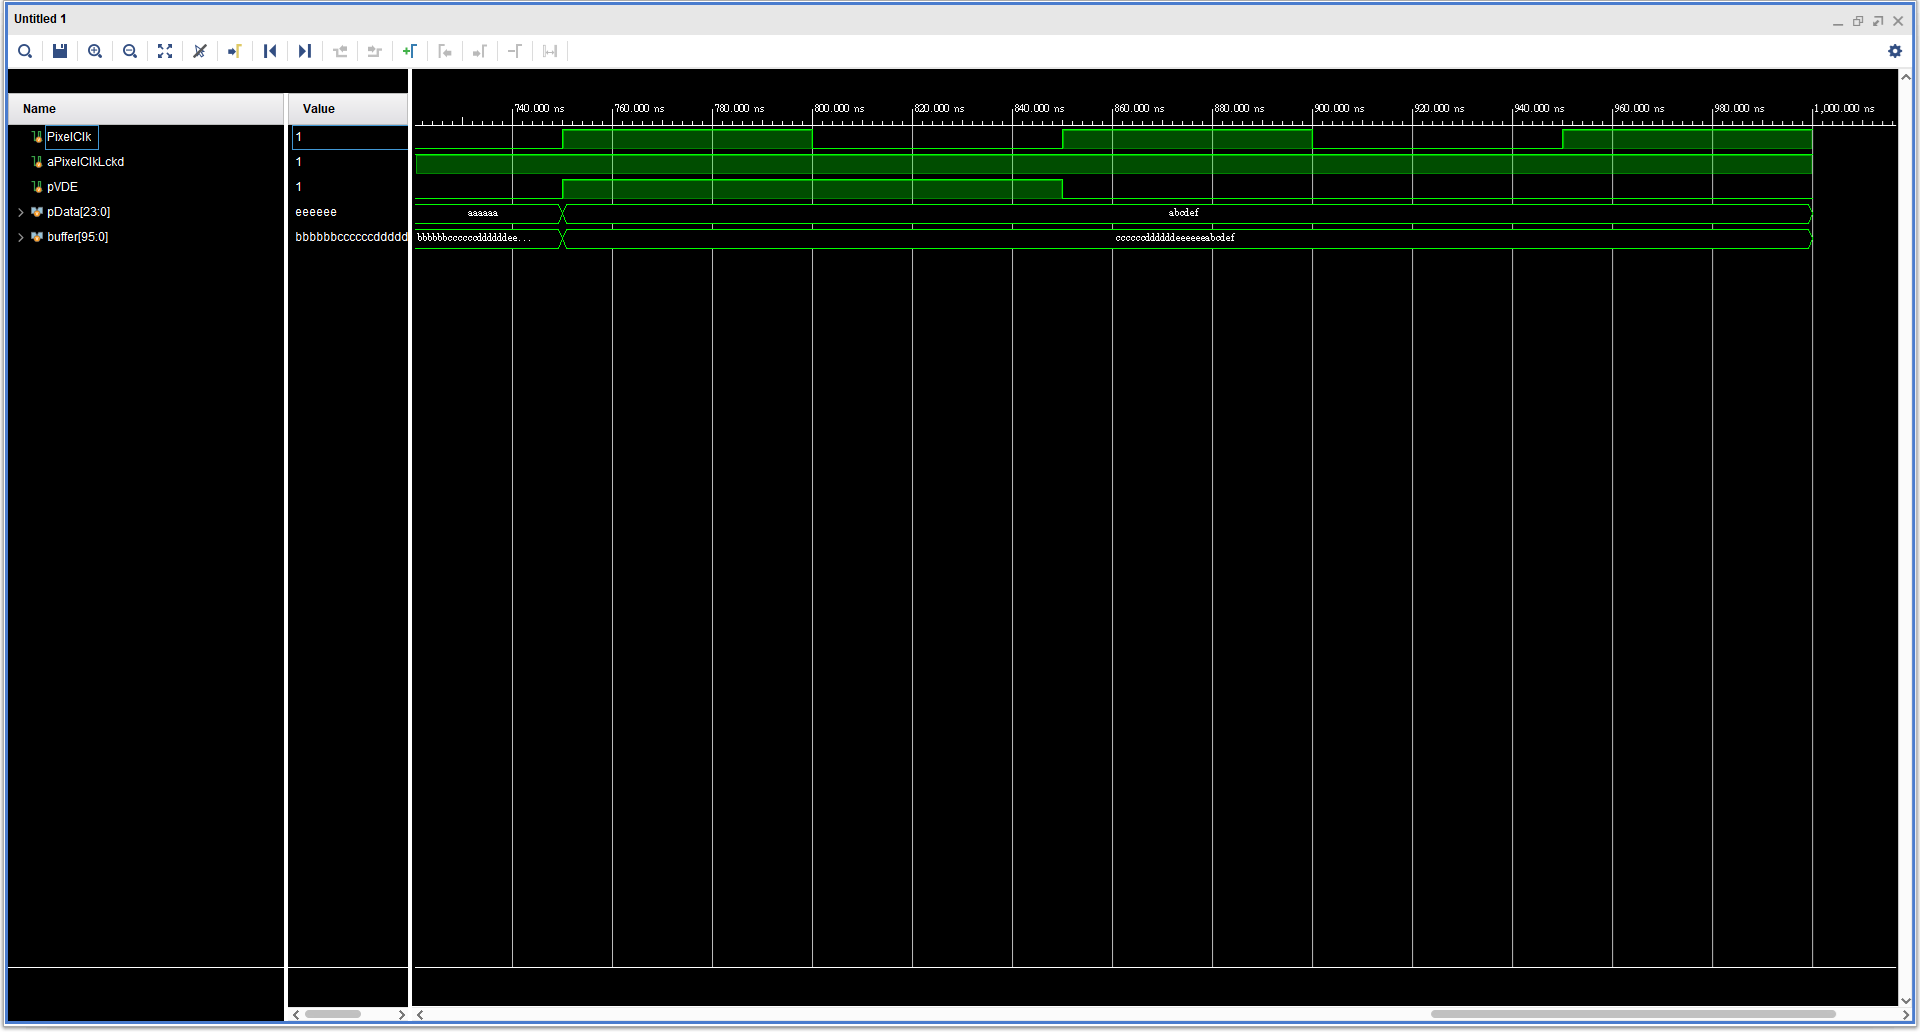 Untitled 1
Name Value
740.000 ns 760.000 ns 780.000 ns 800.000 ns 820.000 ns 840.000 ns 860.000 ns 880.000 ns 900.000 ns 920.000 ns 940.000 ns 960.000 ns 980.000 ns 1,000.000 ns
PixelClk 1
aPixelClkLckd 1
pVDE 1
pData[23:0] eeeeee aaaaaa abcdef
buffer[95:0] bbbbbbccccccddddd bbbbbbccccccddddddee... ccccccddddddeeeeeeabcdef